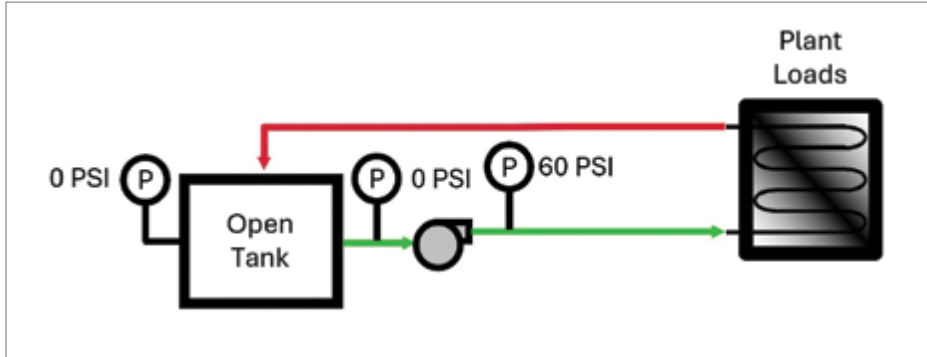 Plant
Loads
0 PSI
P
P
0 PSI
P
60 PSI
Open
Tank